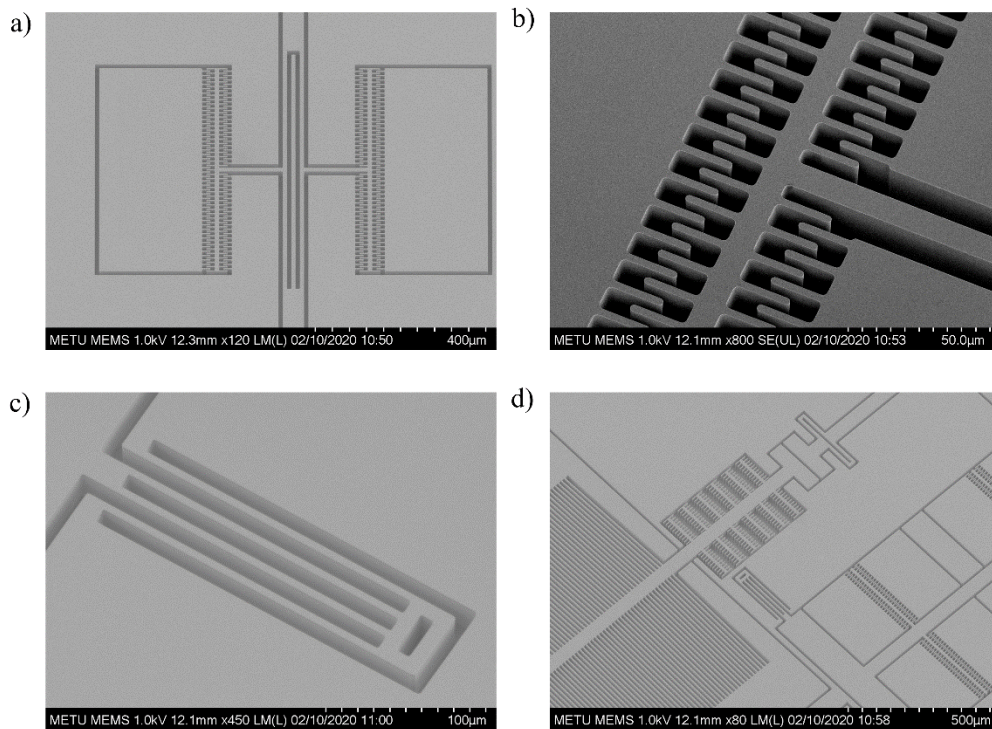 a)
METU MEMS 1.0kV 12.3mm x120 LM(L) 02/10/2020 10:50 400µm
b)
METU MEMS 1.0kV 12.1mm x800 SE(UL) 02/10/2020 10:53 50.0µm
c)
METU MEMS 1.0kV 12.1mm x450 LM(L) 02/10/2020 11:00 100µm
d)
METU MEMS 1.0kV 12.1mm x80 LM(L) 02/10/2020 10:58 500µm